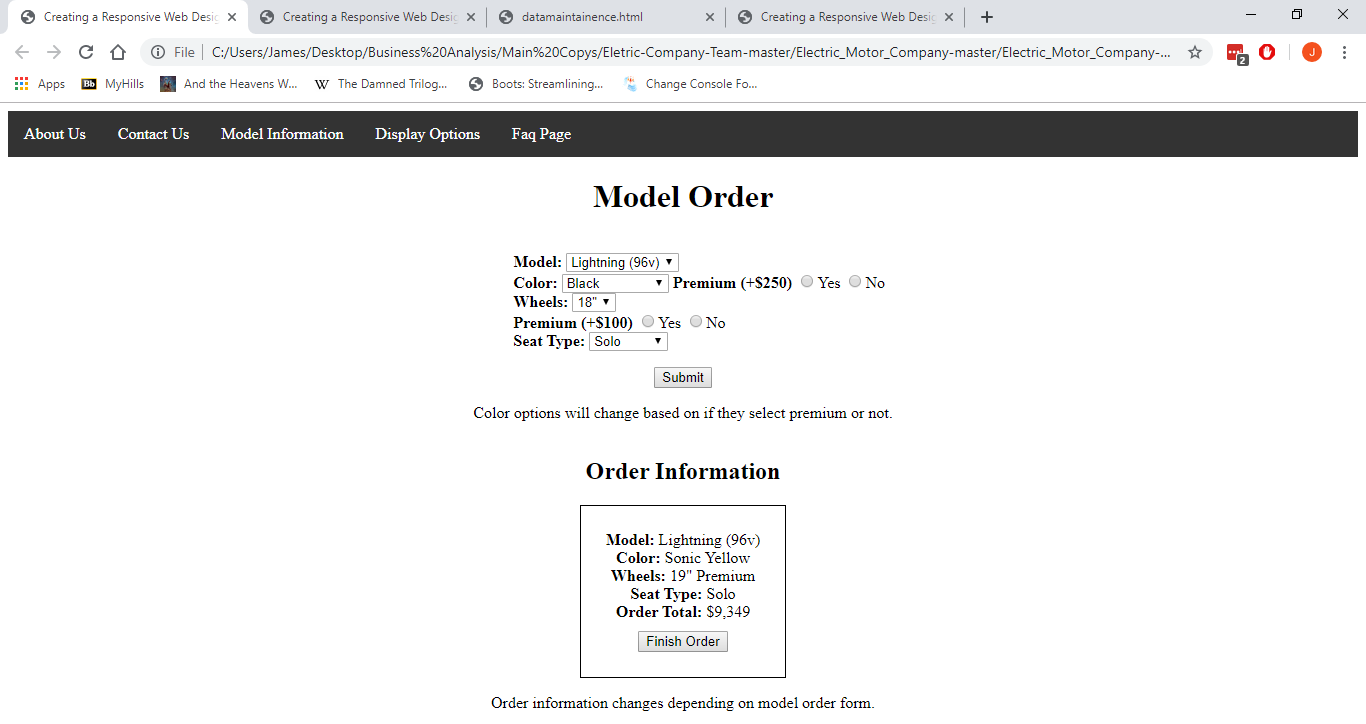 Creating a Responsive Web Desig
Creating a Responsive Web Desig
datamaintainence.html
Creating a Responsive Web Desig
File
C:/Users/James/Desktop/Business%20Analysis/Main%20Copys/Eletric-Company-Team-master/Electric_Motor_Company-master/Electric_Motor_Company-...
2
J
Apps
Bb MyHills
And the Heavens W...
W The Damned Trilog...
Boots: Streamlining...
Change Console Fo...
About Us Contact Us Model Information Display Options Faq Page
Model Order
Model: Lightning (96v)
Color: Black Premium (+$250) Yes No
Wheels: 18"
Premium (+$100) Yes No
Seat Type: Solo
Submit
Color options will change based on if they select premium or not.
Order Information
Model: Lightning (96v)
Color: Sonic Yellow
Wheels: 19" Premium
Seat Type: Solo
Order Total: $9,349
Finish Order
Order information changes depending on model order form.